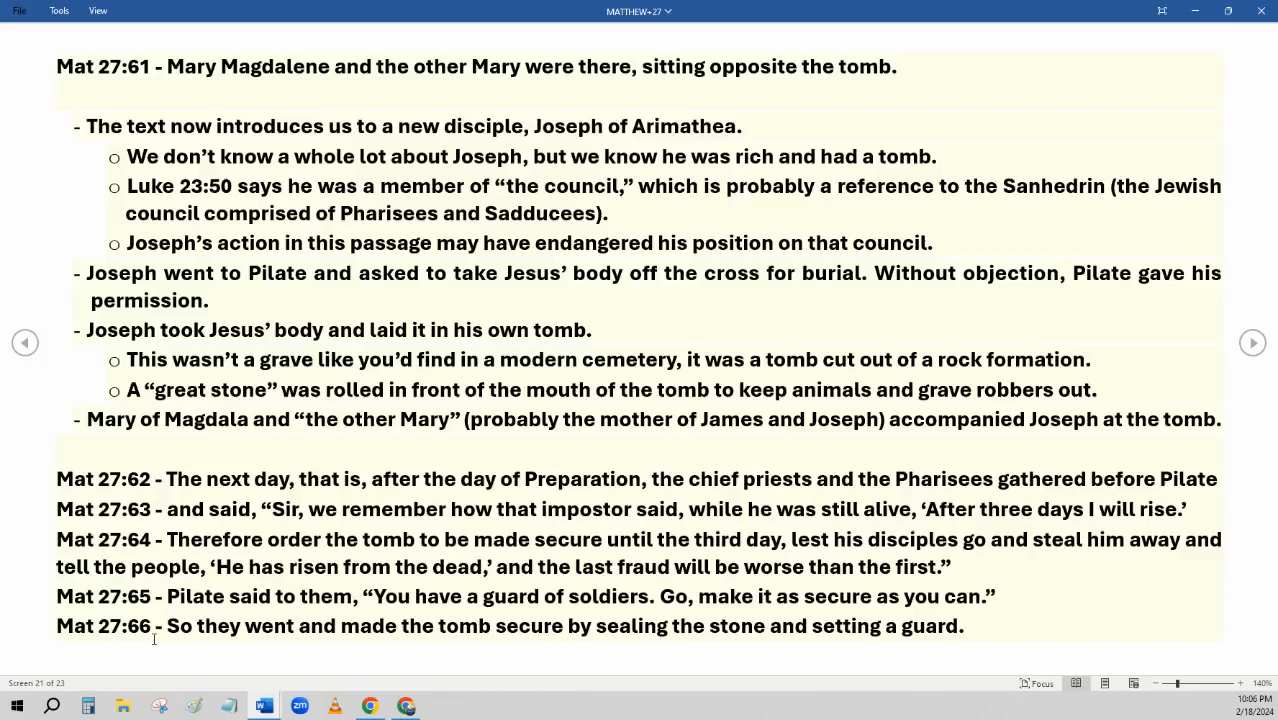 File Tools View MATTHEW+27
Mat 27:61 - Mary Magdalene and the other Mary were there, sitting opposite the tomb.
- The text now introduces us to a new disciple, Joseph of Arimathea.
o We don’t know a whole lot about Joseph, but we know he was rich and had a tomb.
o Luke 23:50 says he was a member of “the council,” which is probably a reference to the Sanhedrin (the Jewish
council comprised of Pharisees and Sadducees).
o Joseph’s action in this passage may have endangered his position on that council.
- Joseph went to Pilate and asked to take Jesus’ body off the cross for burial. Without objection, Pilate gave his
permission.
- Joseph took Jesus’ body and laid it in his own tomb.
o This wasn’t a grave like you’d find in a modern cemetery, it was a tomb cut out of a rock formation.
o A “great stone” was rolled in front of the mouth of the tomb to keep animals and grave robbers out.
- Mary of Magdala and “the other Mary” (probably the mother of James and Joseph) accompanied Joseph at the tomb.
Mat 27:62 - The next day, that is, after the day of Preparation, the chief priests and the Pharisees gathered before Pilate
Mat 27:63 - and said, “Sir, we remember how that impostor said, while he was still alive, ‘After three days I will rise.’
Mat 27:64 - Therefore order the tomb to be made secure until the third day, lest his disciples go and steal him away and
tell the people, ‘He has risen from the dead,’ and the last fraud will be worse than the first.”
Mat 27:65 - Pilate said to them, “You have a guard of soldiers. Go, make it as secure as you can.”
Mat 27:66 - So they went and made the tomb secure by sealing the stone and setting a guard.
Screen 21 of 23 Focus 140%
zm 10:06 PM
2/18/2024